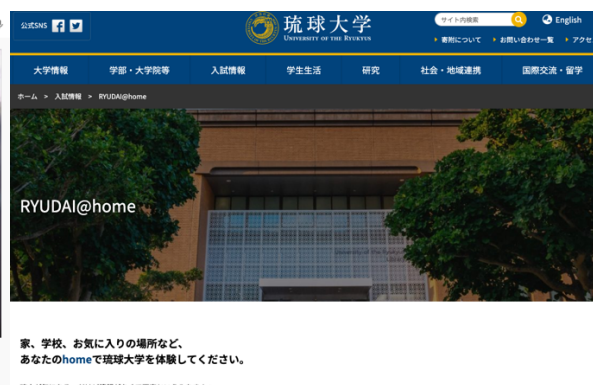 公式SNS
琉球大学
UNIVERSITY OF THE RYUKYUS
サイト内検索
English
寄附について お問い合わせ一覧 アクセ
大学情報 学部・大学院等 入試情報 学生生活 研究 社会・地域連携 国際交流・留学
ホーム > 入試情報 > RYUDAI@home
RYUDAI@home
University of the Ryukyus
家、学校、お気に入りの場所など、
あなたのhomeで琉球大学を体験してください。